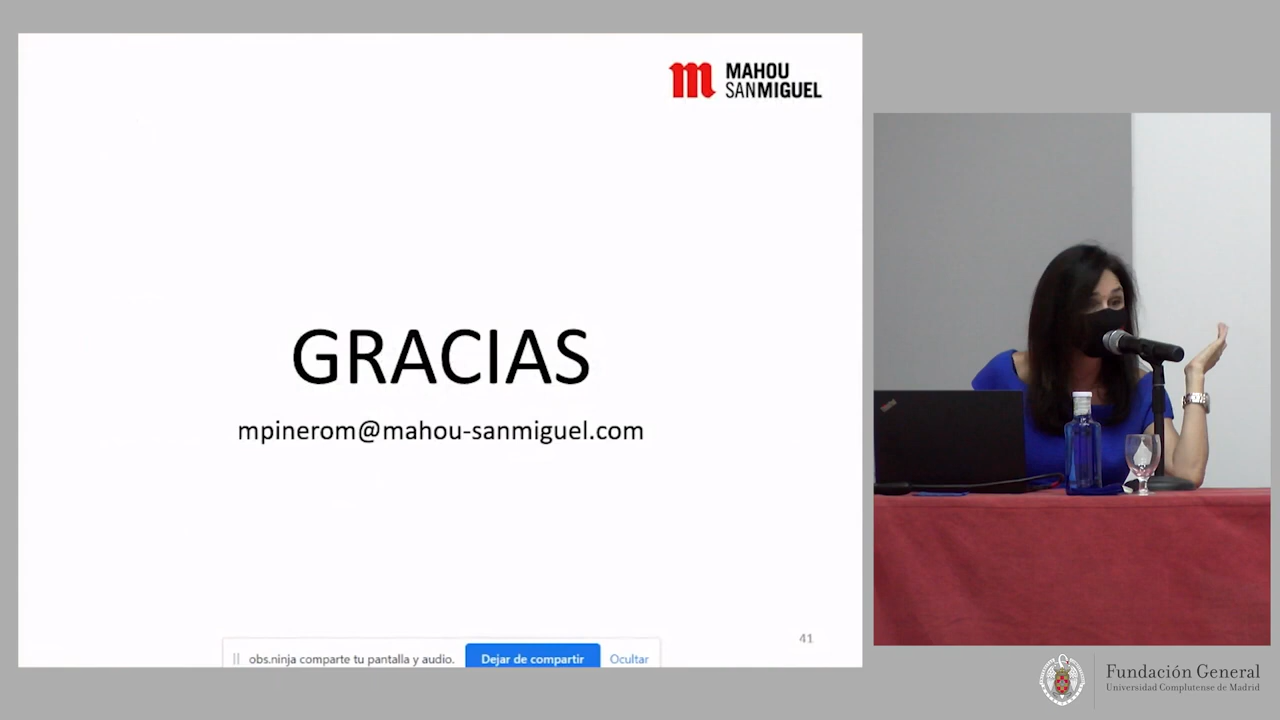 MAHOU
SANMIGUEL
GRACIAS
mpinerom@mahou-sanmiguel.com
41
obs.ninja comparte tu pantalla y audio.
Dejar de compartir
Ocultar
Fundación General
Universidad Complutense de Madrid